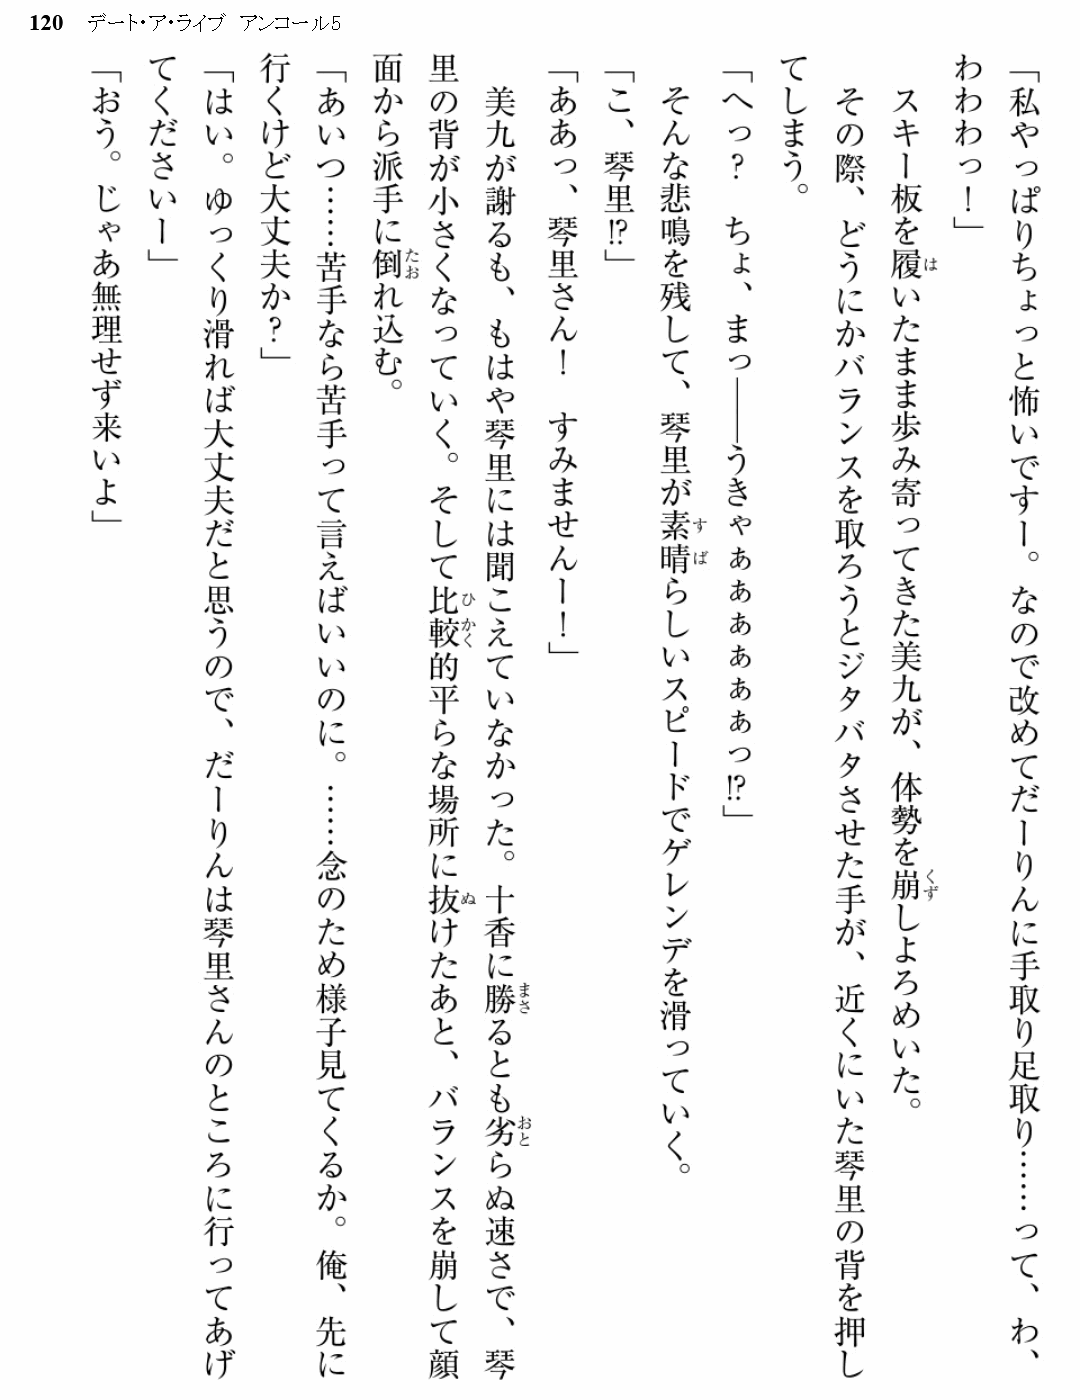 120 デート・ア・ライブ アンコール5
「私やっぱりちょっと怖いですー。なので改めてだーりんに手取り足取り……って、わ、
わわわっ！」
スキー板を履いたまま歩み寄ってきた美九が、体勢を崩しよろめいた。
その際、どうにかバランスを取ろうとジタバタさせた手が、近くにいた琴里の背を押し
てしまう。
「へっ？　ちょ、まっ――うきゃぁぁぁぁぁぁっ!?」
そんな悲鳴を残して、琴里が素晴らしいスピードでゲレンデを滑っていく。
「こ、琴里!?」
「ああっ、琴里さん！　すみませんー！」
美九が謝るも、もはや琴里には聞こえていなかった。十香に勝るとも劣らぬ速さで、琴
里の背が小さくなっていく。そして比較的平らな場所に抜けたあと、バランスを崩して顔
面から派手に倒れ込む。
「あいつ……苦手なら苦手って言えばいいのに。……念のため様子見てくるか。俺、先に
行くけど大丈夫か？」
「はい。ゆっくり滑れば大丈夫だと思うので、だーりんは琴里さんのところに行ってあげ
てくださいー」
「おう。じゃあ無理せず来いよ」